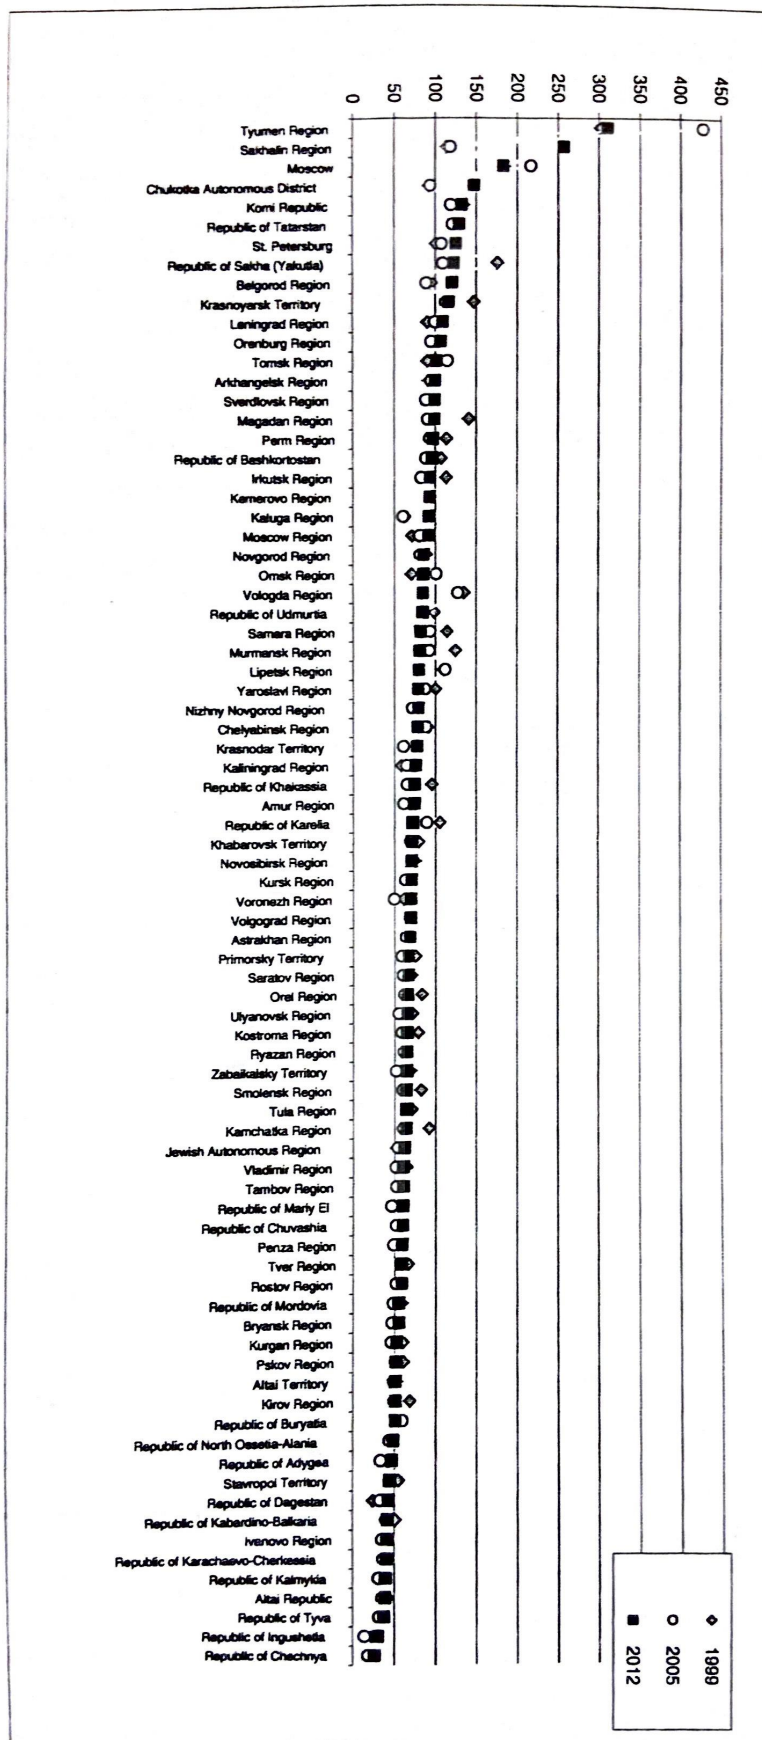 0
50
100
150
200
250
300
350
400
450
Tyumen Region
Sakhalin Region
Moscow
Chukotka Autonomous District
Komi Republic
Republic of Tatarstan
St. Petersburg
Republic of Sakha (Yakutia)
Belgorod Region
Krasnoyarsk Territory
Leningrad Region
Orenburg Region
Tomsk Region
Arkhangelsk Region
Sverdlovsk Region
Magadan Region
Perm Region
Republic of Bashkortostan
Irkutsk Region
Kemerovo Region
Kaluga Region
Moscow Region
Novgorod Region
Omsk Region
Vologda Region
Republic of Udmurtia
Samara Region
Murmansk Region
Lipetsk Region
Yaroslavl Region
Nizhny Novgorod Region
Chelyabinsk Region
Krasnodar Territory
Kaliningrad Region
Republic of Khakassia
Amur Region
Republic of Karelia
Khabarovsk Territory
Novosibirsk Region
Kursk Region
Voronezh Region
Volgograd Region
Astrakhan Region
Primorsky Territory
Saratov Region
Orel Region
Ulyanovsk Region
Kostroma Region
Ryazan Region
Zabaikalsky Territory
Smolensk Region
Tula Region
Kamchatka Region
Jewish Autonomous Region
Vladimir Region
Tambov Region
Republic of Mariy El
Republic of Chuvashia
Penza Region
Tver Region
Rostov Region
Republic of Mordovia
Bryansk Region
Kurgan Region
Pskov Region
Altai Territory
Kirov Region
Republic of Buryatia
Republic of North Ossetia-Alania
Republic of Adygea
Stavropol Territory
Republic of Dagestan
Republic of Kabardino-Balkaria
Ivanovo Region
Republic of Karachaevo-Cherkessia
Republic of Kalmykia
Altai Republic
Republic of Tyva
Republic of Ingushetia
Republic of Chechnya
1999
2005
2012